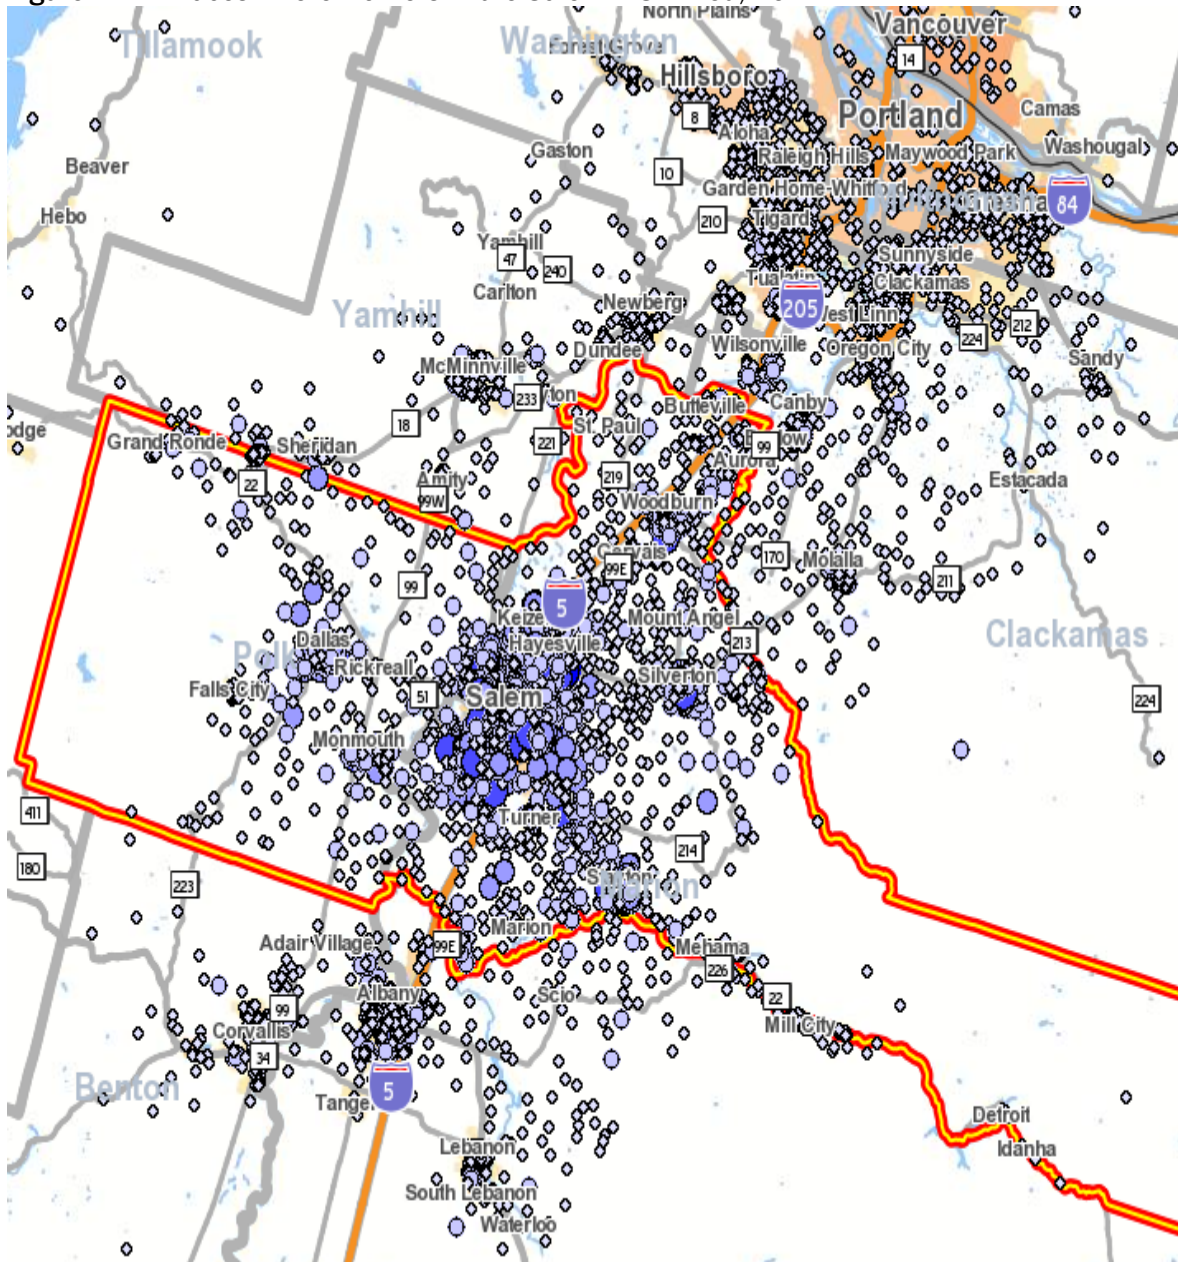 Tillamook
Washington
North Plains
Vancouver
Forest Grove
14
Hillsboro
Camas
8
Portland
Aloha
Washougal
Beaver
Gaston
Raleigh Hills
Maywood Park
10
Garden Home-Whitford
84
Hebo
210
Tigard
Yamhill
47
240
Sunnyside
Carlton
Tualatin
Clackamas
Yamhill
Newberg
205
West Linn
212
224
Wilsonville
Oregon City
Dundee
Sandy
McMinnville
233
Butteville
Canby
18
St. Paul
Grand Ronde
Sheridan
221
99
Aurora
22
Amity
219
Estacada
99W
Woodburn
Gervais
170
Molalla
99E
211
99
5
Keize
Mount Angel
Hayesville
213
Clackamas
Dallas
Polk
Rickreall
Falls City
51
Salem
Silverton
224
Monmouth
411
Turner
214
180
223
Marion
Marion
Adair Village
99E
Mehama
226
Albany
Scio
22
99
Mill City
Corvallis
34
Benton
5
Tange
Detroit
Idanha
Lebanon
South Lebanon
Waterloo